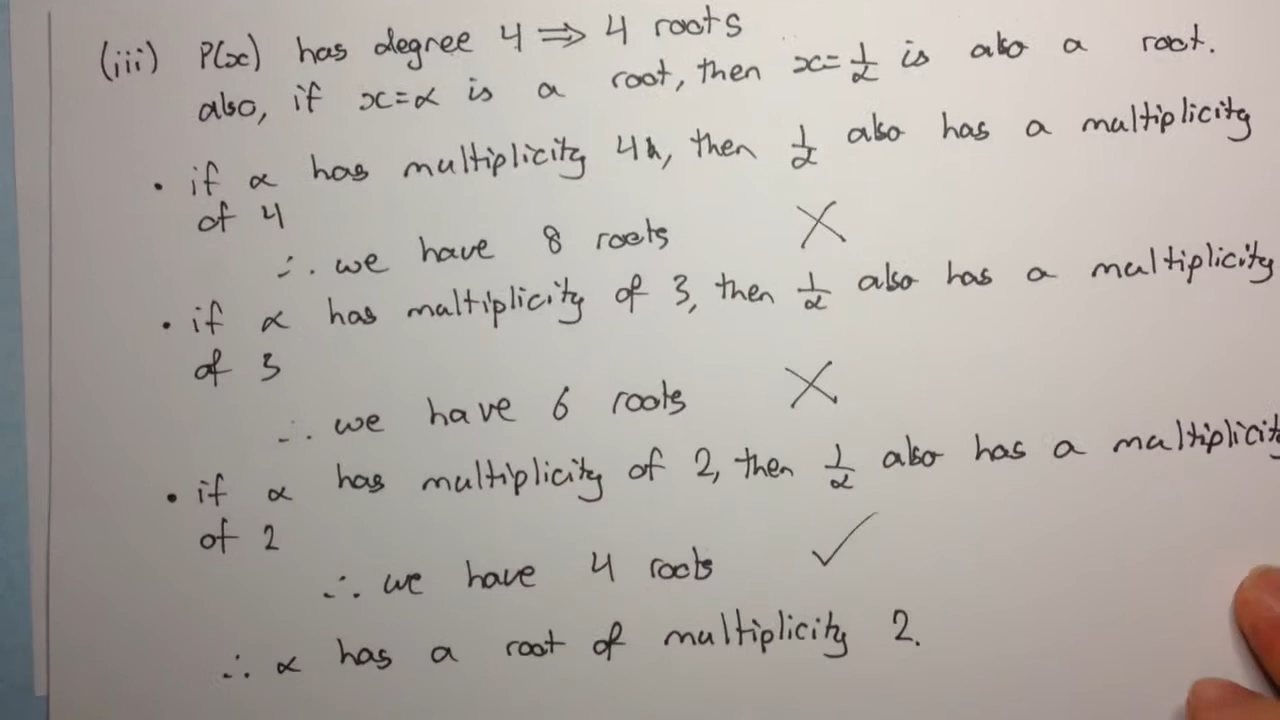 (iii) P(x) has degree 4 ⇒ 4 roots
also, if x=α is a root, then x=1/α is also a root.
• if α has multiplicity 4, then 1/α also has a multiplicity
of 4
∴ we have 8 roots ✗
• if α has multiplicity of 3, then 1/α also has a multiplicity
of 3
∴ we have 6 roots ✗
• if α has multiplicity of 2, then 1/α also has a multiplicity
of 2
∴ we have 4 roots ✓
∴ α has a root of multiplicity 2.